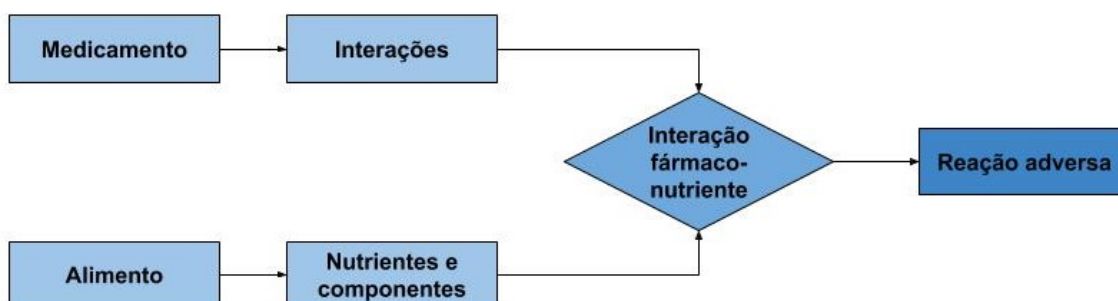 Medicamento
Interações
Interação
fármaco-
nutriente
Reação adversa
Alimento
Nutrientes e
componentes